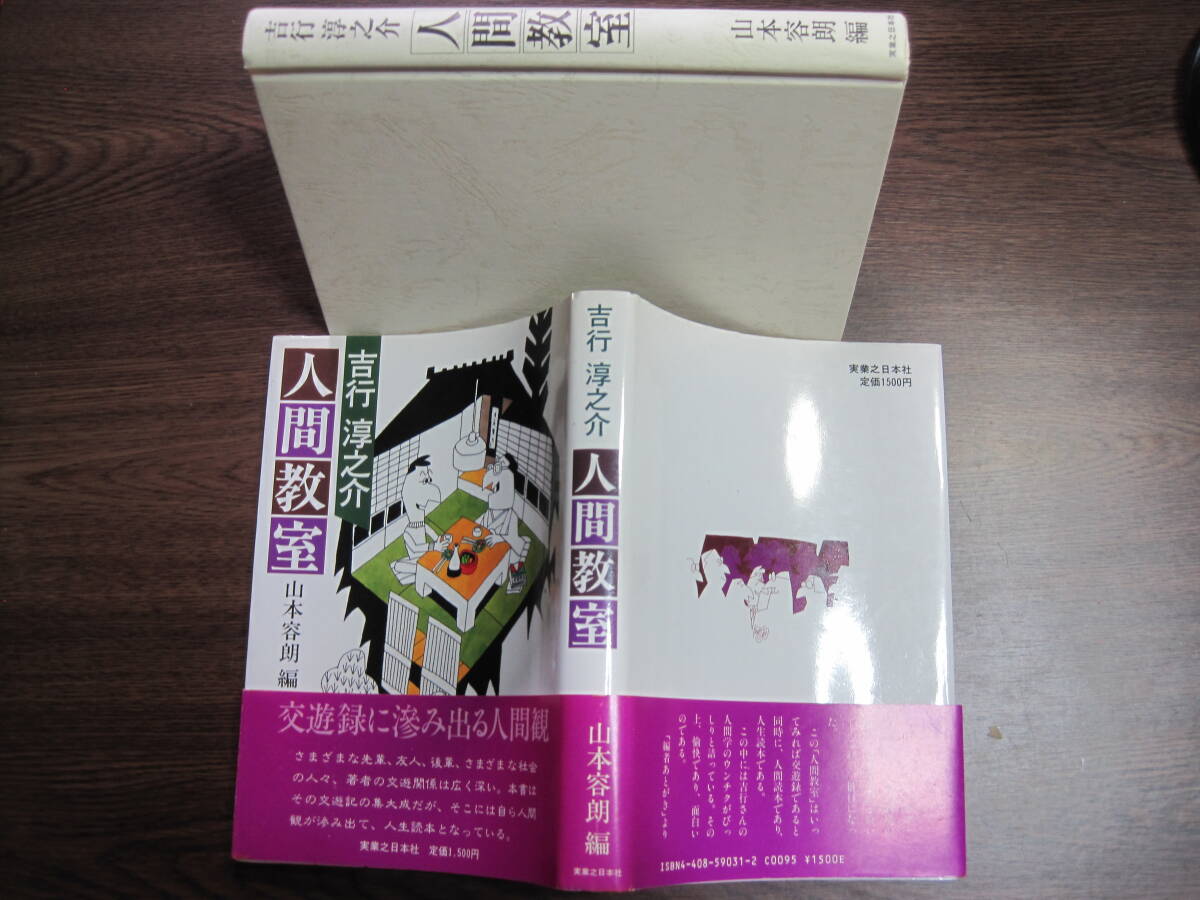 吉行 淳之介
人間教室
山本容朗 編
実業之日本社
吉行 淳之介
人間教室
山本容朗 編
交遊録に滲み出る人間観
さまざまな先輩、友人、後輩、さまざまな社会
の人々、著者の交遊関係は広く深い。本書は
その交遊記の集大成だが、そこには自ら人間
観が滲み出て、人生読本となっている。
実業之日本社 定価1,500円
吉行 淳之介
人間教室
山本容朗 編
実業之日本社
実業之日本社
定価1500円
た。
この「人間教室」はいっ
てみれば交遊録であると
同時に、人間読本であり、
人生読本である。
この中には吉行さんの
人間学のウンチクがびっ
しりと詰っている。その
上、愉快であり、面白い
のである。
「編者あとがき」より
ISBN4-408-59031-2 C0095 ¥1500E